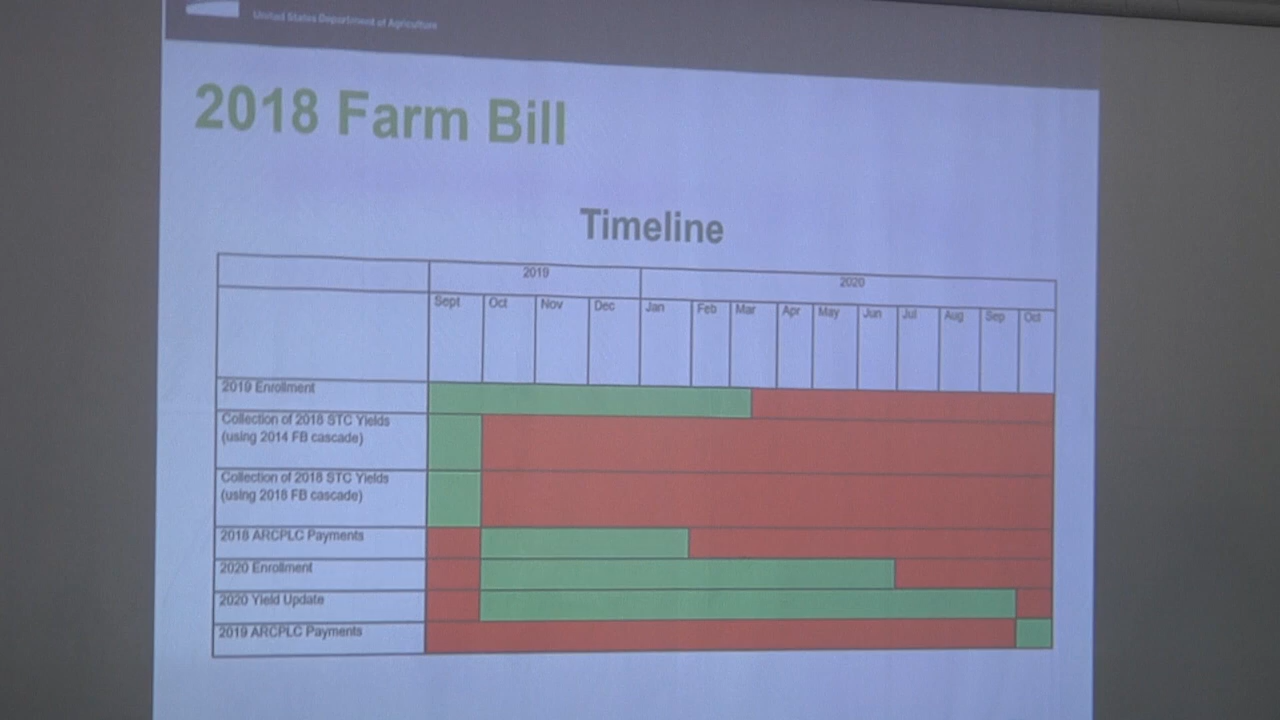 United States Department of Agriculture
2018 Farm Bill
Timeline
2019 2020
Sept Oct Nov Dec Jan Feb Mar Apr May Jun Jul Aug Sep Oct
2019 Enrollment
Collection of 2018 STC Yields
(using 2014 FB cascade)
Collection of 2018 STC Yields
(using 2018 FB cascade)
2018 ARCPLC Payments
2020 Enrollment
2020 Yield Update
2019 ARCPLC Payments